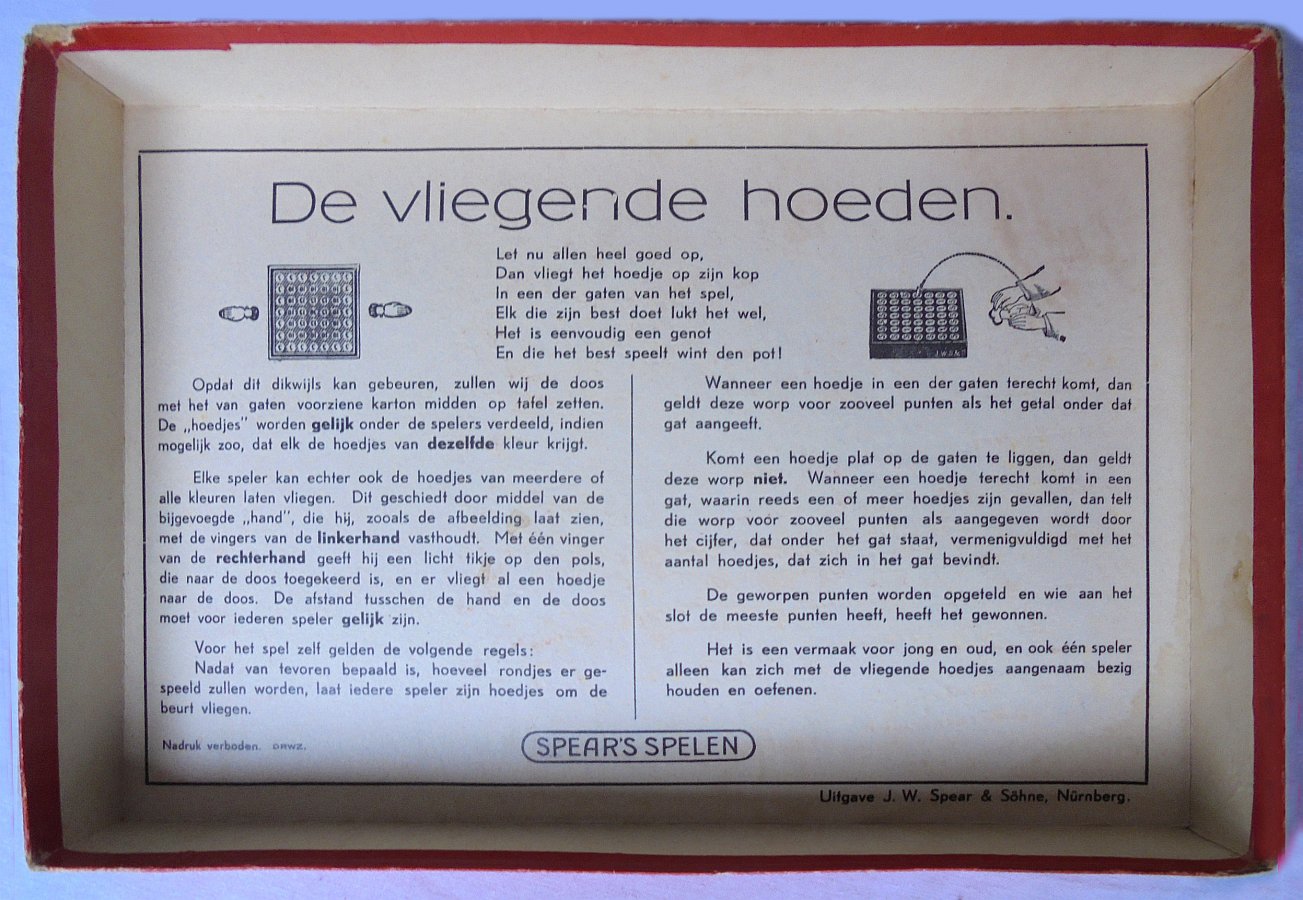 De vliegende hoeden.
Let nu allen heel goed op,
Dan vliegt het hoedje op zijn kop
In een der gaten van het spel,
Elk die zijn best doet lukt het wel,
Het is eenvoudig een genot
En die het best speelt wint den pot!
J.W.S.&S.
Opdat dit dikwijls kan gebeuren, zullen wij de doos
met het van gaten voorziene karton midden op tafel zetten.
De „hoedjes" worden gelijk onder de spelers verdeeld, indien
mogelijk zoo, dat elk de hoedjes van dezelfde kleur krijgt.
Elke speler kan echter ook de hoedjes van meerdere of
alle kleuren laten vliegen. Dit geschiedt door middel van de
bijgevoegde „hand", die hij, zooals de afbeelding laat zien,
met de vingers van de linkerhand vasthoudt. Met één vinger
van de rechterhand geeft hij een licht tikje op den pols,
die naar de doos toegekeerd is, en er vliegt al een hoedje
naar de doos. De afstand tusschen de hand en de doos
moet voor iederen speler gelijk zijn.
Voor het spel zelf gelden de volgende regels:
Nadat van tevoren bepaald is, hoeveel rondjes er ge-
speeld zullen worden, laat iedere speler zijn hoedjes om de
beurt vliegen.
Wanneer een hoedje in een der gaten terecht komt, dan
geldt deze worp voor zooveel punten als het getal onder dat
gat aangeeft.
Komt een hoedje plat op de gaten te liggen, dan geldt
deze worp niet. Wanneer een hoedje terecht komt in een
gat, waarin reeds een of meer hoedjes zijn gevallen, dan telt
die worp voor zooveel punten als aangegeven wordt door
het cijfer, dat onder het gat staat, vermenigvuldigd met het
aantal hoedjes, dat zich in het gat bevindt.
De geworpen punten worden opgeteld en wie aan het
slot de meeste punten heeft, heeft het gewonnen.
Het is een vermaak voor jong en oud, en ook één speler
alleen kan zich met de vliegende hoedjes aangenaam bezig
houden en oefenen.
Nadruk verboden. DRWZ.
SPEAR'S SPELEN
Uitgave J. W. Spear & Söhne, Nürnberg.